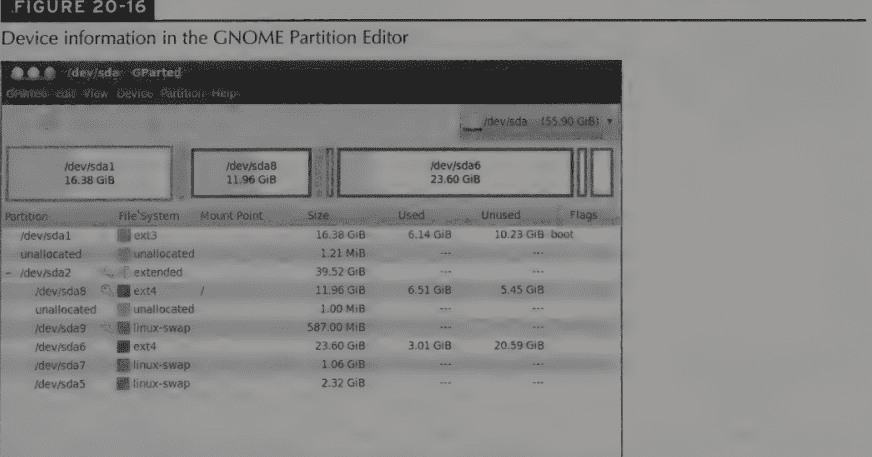 FIGURE 20-16
Device information in the GNOME Partition Editor
/dev/sda GParted
GParted Edit View Device Partition Help
/dev/sda (55.90 GiB)
/dev/sda1 /dev/sda8 /dev/sda6
16.38 GiB 11.96 GiB 23.60 GiB
Partition File System Mount Point Size Used Unused Flags
/dev/sda1 ext3 16.38 GiB 6.14 GiB 10.23 GiB boot
unallocated unallocated 1.21 MiB --- ---
− /dev/sda2 extended 39.52 GiB --- ---
/dev/sda8 ext4 / 11.96 GiB 6.51 GiB 5.45 GiB
unallocated unallocated 1.00 MiB --- ---
/dev/sda9 linux-swap 587.00 MiB --- ---
/dev/sda6 ext4 23.60 GiB 3.01 GiB 20.59 GiB
/dev/sda7 linux-swap 1.06 GiB --- ---
/dev/sda5 linux-swap 2.32 GiB --- ---